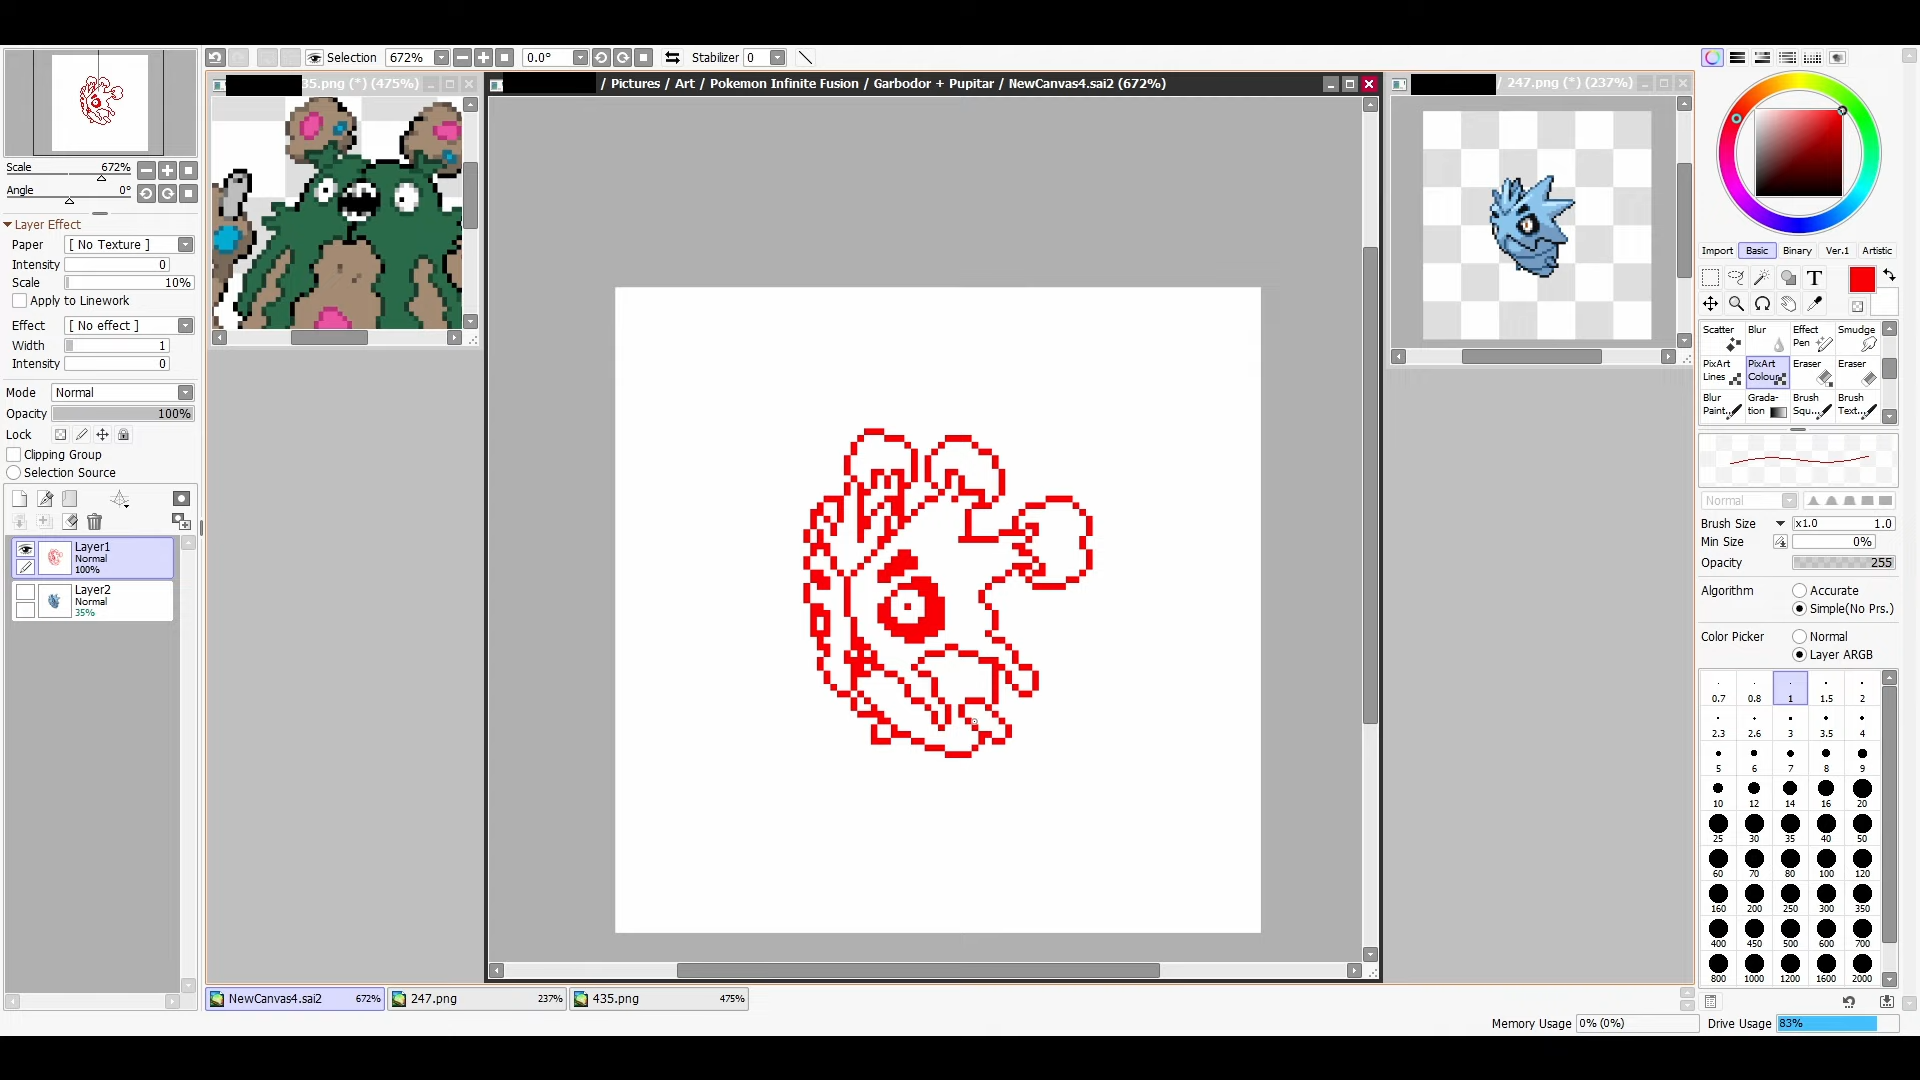 Selection 672% 0.0° Stabilizer 0
35.png (*) (475%)
/ Pictures / Art / Pokemon Infinite Fusion / Garbodor + Pupitar / NewCanvas4.sai2 (672%)
/ 247.png (*) (237%)
Scale 672%
Angle 0°
Layer Effect
Paper [ No Texture ]
Intensity 0
Scale 10%
Apply to Linework
Effect [ No effect ]
Width 1
Intensity 0
Mode Normal
Opacity 100%
Lock
Clipping Group
Selection Source
Layer1
Normal
100%
Layer2
Normal
35%
Import Basic Binary Ver.1 Artistic
T
Scatter Blur Effect Pen Smudge
PixArt Lines PixArt Colour Eraser Eraser
Blur Paint... Grada-tion Brush Squ... Brush Text...
Normal
Brush Size x1.0 1.0
Min Size 0%
Opacity 255
Algorithm Accurate
Simple(No Prs.)
Color Picker Normal
Layer ARGB
0.7 0.8 1 1.5 2
2.3 2.6 3 3.5 4
5 6 7 8 9
10 12 14 16 20
25 30 35 40 50
60 70 80 100 120
160 200 250 300 350
400 450 500 600 700
800 1000 1200 1600 2000
NewCanvas4.sai2 672% 247.png 237% 435.png 475%
Memory Usage 0% (0%) Drive Usage 83%